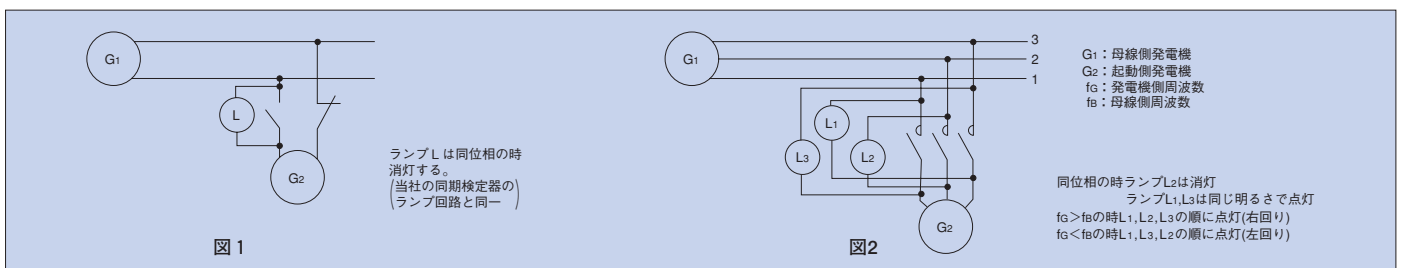 G1
L
G2
ランプLは同位相の時
消灯する。
(当社の同期検定器の
ランプ回路と同一)
図1
G1
3
2
1
L1
L3
L2
G2
G1：母線側発電機
G2：起動側発電機
fG：発電機側周波数
fB：母線側周波数
同位相の時ランプL2は消灯
ランプL1,L3は同じ明るさで点灯
fG>fBの時L1,L2,L3の順に点灯(右回り)
fG<fBの時L1,L3,L2の順に点灯(左回り)
図2